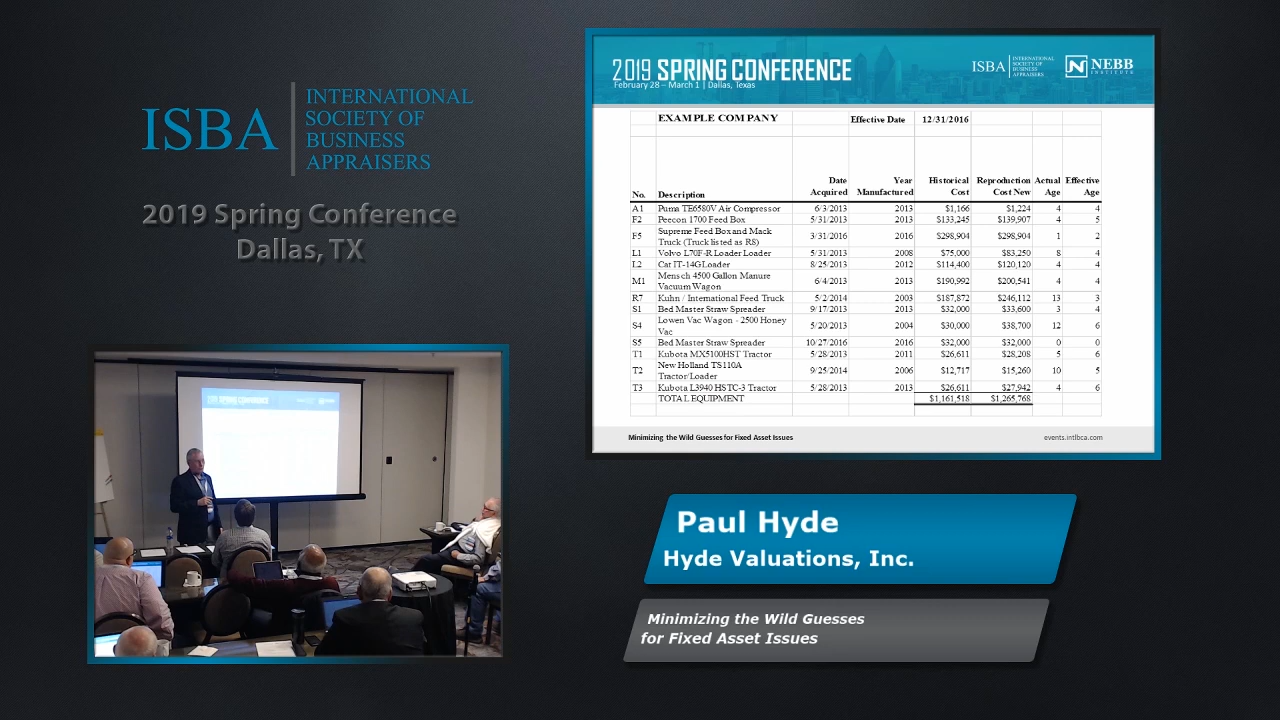 ISBA
INTERNATIONAL
SOCIETY OF
BUSINESS
APPRAISERS
2019 Spring Conference
Dallas, TX
2019 SPRING CONFERENCE
February 28 – March 1 | Dallas, Texas
ISBA INTERNATIONAL SOCIETY OF BUSINESS APPRAISERS
N NEBB INSTITUTE
EXAMPLE COMPANY Effective Date 12/31/2016
No. Description Date Acquired Year Manufactured Historical Cost Reproduction Cost New Actual Age Effective Age
A1 Puma TE6580V Air Compressor 6/3/2013 2013 $1,166 $1,224 4 4
F2 Peecon 1700 Feed Box 5/31/2013 2013 $133,245 $139,907 4 5
F5 Supreme Feed Box and Mack Truck (Truck listed as R8) 3/31/2016 2016 $298,904 $298,904 1 2
L1 Volvo L70F-R Loader Loader 5/31/2013 2008 $75,000 $83,250 8 4
L2 Cat IT-14G Loader 8/25/2013 2012 $114,400 $120,120 4 4
M1 Mensch 4500 Gallon Manure Vacuum Wagon 6/4/2013 2013 $190,992 $200,541 4 4
R7 Kuhn / International Feed Truck 5/2/2014 2003 $187,872 $246,112 13 3
S1 Bed Master Straw Spreader 9/17/2013 2013 $32,000 $33,600 3 4
S4 Lowen Vac Wagon - 2500 Honey Vac 5/20/2013 2004 $30,000 $38,700 12 6
S5 Bed Master Straw Spreader 10/27/2016 2016 $32,000 $32,000 0 0
T1 Kubota MX5100HST Tractor 5/28/2013 2011 $26,611 $28,208 5 6
T2 New Holland TS110A Tractor/Loader 9/25/2014 2006 $12,717 $15,260 10 5
T3 Kubota L3940 HSTC-3 Tractor 5/28/2013 2013 $26,611 $27,942 4 6
TOTAL EQUIPMENT $1,161,518 $1,265,768
Minimizing the Wild Guesses for Fixed Asset Issues events.intlbca.com
Paul Hyde
Hyde Valuations, Inc.
Minimizing the Wild Guesses
for Fixed Asset Issues